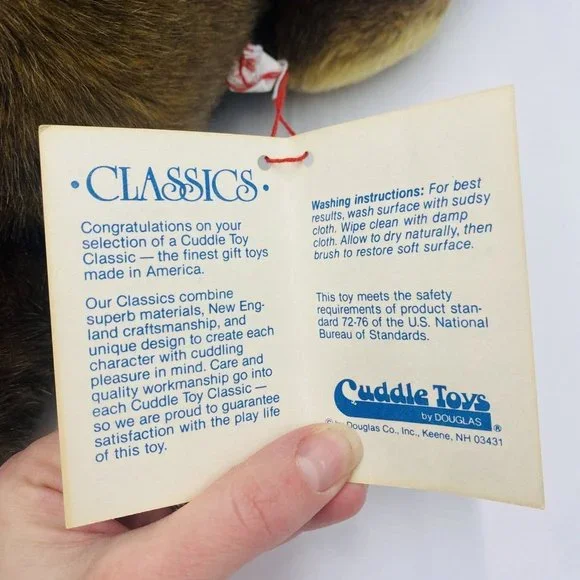 • CLASSICS •
Congratulations on your
selection of a Cuddle Toy
Classic — the finest gift toys
made in America.
Our Classics combine
superb materials, New Eng-
land craftsmanship, and
unique design to create each
character with cuddling
pleasure in mind. Care and
quality workmanship go into
each Cuddle Toy Classic —
so we are proud to guarantee
satisfaction with the play life
of this toy.
Washing instructions: For best
results, wash surface with sudsy
cloth. Wipe clean with damp
cloth. Allow to dry naturally, then
brush to restore soft surface.
This toy meets the safety
requirements of product stan-
dard 72-76 of the U.S. National
Bureau of Standards.
Cuddle Toys
by DOUGLAS ®
© by Douglas Co., Inc., Keene, NH 03431